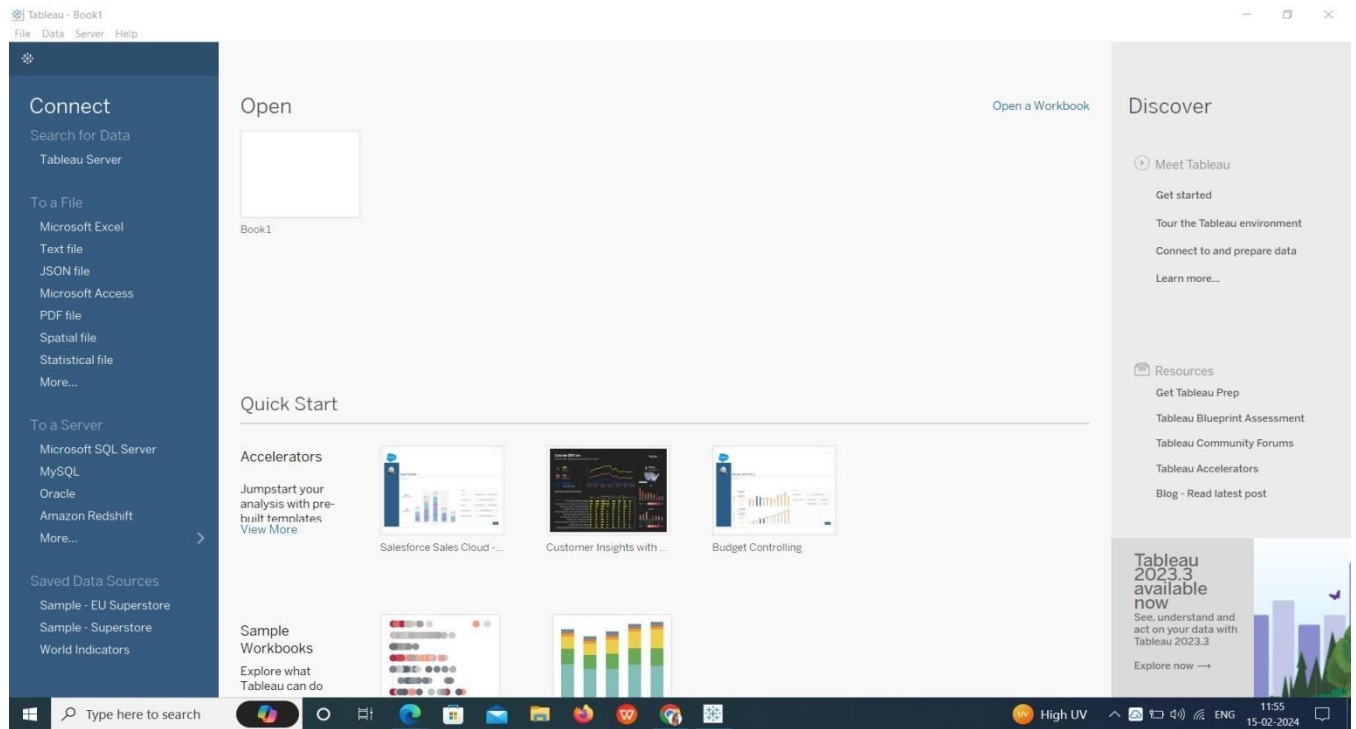 Tableau - Book1
File Data Server Help
Connect
Search for Data
Tableau Server
To a File
Microsoft Excel
Text file
JSON file
Microsoft Access
PDF file
Spatial file
Statistical file
More...
To a Server
Microsoft SQL Server
MySQL
Oracle
Amazon Redshift
More...
Saved Data Sources
Sample - EU Superstore
Sample - Superstore
World Indicators
Open
Open a Workbook
Book1
Quick Start
Accelerators
Jumpstart your
analysis with pre-
built templates
View More
Salesforce Sales Cloud -...
Customer Insights with ...
Budget Controlling
Sample
Workbooks
Explore what
Tableau can do
Discover
Meet Tableau
Get started
Tour the Tableau environment
Connect to and prepare data
Learn more...
Resources
Get Tableau Prep
Tableau Blueprint Assessment
Tableau Community Forums
Tableau Accelerators
Blog - Read latest post
Tableau
2023.3
available
now
See, understand and
act on your data with
Tableau 2023.3
Explore now →
Type here to search
UV
High UV
ENG
11:55
15-02-2024